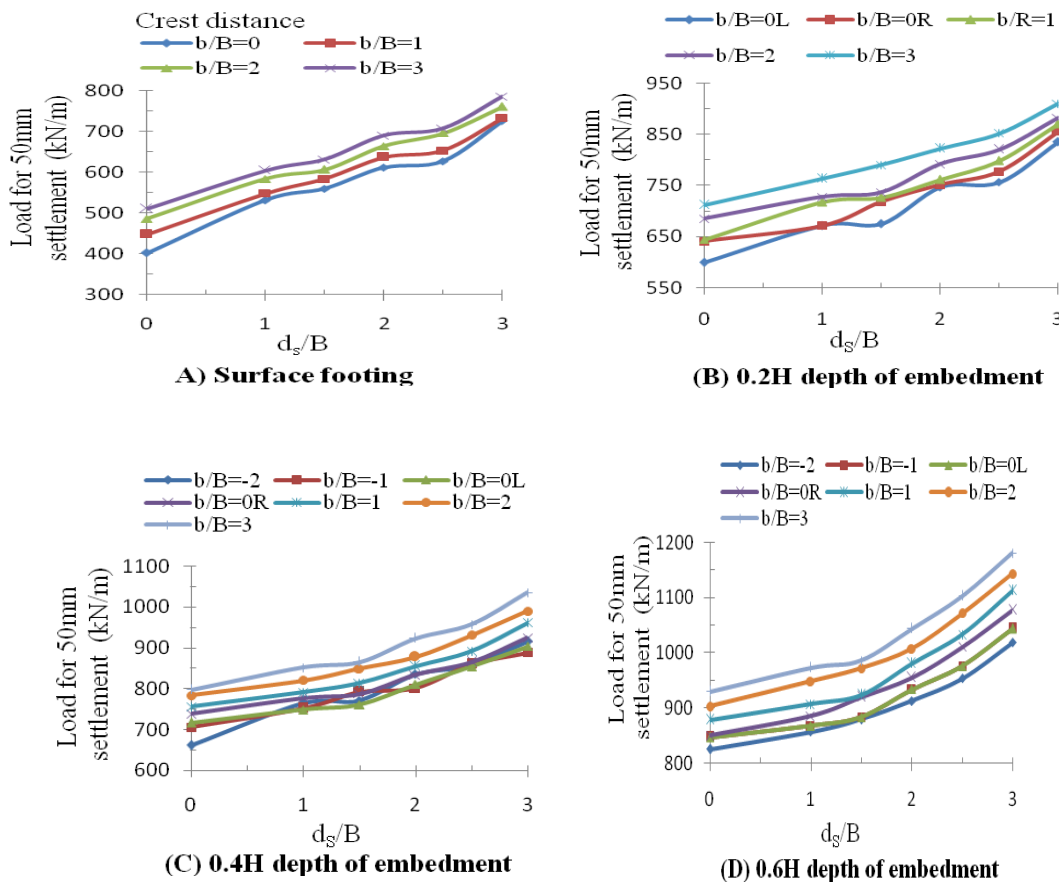 Crest distance
b/B=0 b/B=1
b/B=2 b/B=3
Load for 50mm
settlement (kN/m)
800
700
600
500
400
300
0 1 2 3
ds/B
A) Surface footing
b/B=0L b/B=0R b/R=1
b/B=2 b/B=3
Load for 50mm
settlement (kN/m)
950
850
750
650
550
0 1 2 3
ds/B
(B) 0.2H depth of embedment
b/B=-2 b/B=-1 b/B=0L
b/B=0R b/B=1 b/B=2
b/B=3
Load for 50mm
settlement (kN/m)
1100
1000
900
800
700
600
0 1 2 3
ds/B
(C) 0.4H depth of embedment
b/B=-2 b/B=-1 b/B=0L
b/B=0R b/B=1 b/B=2
b/B=3
Load for 50mm
settlement (kN/m)
1200
1100
1000
900
800
0 1 2 3
ds/B
(D) 0.6H depth of embedment